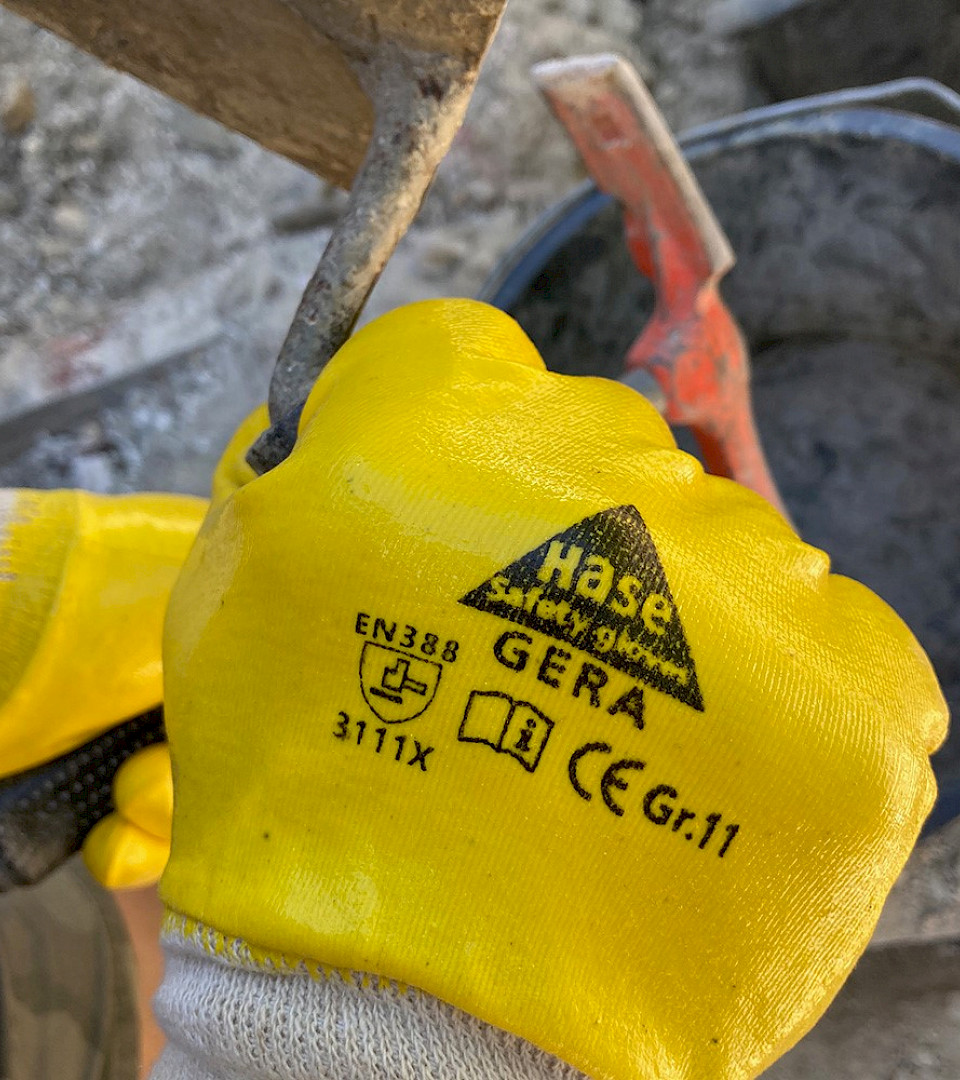 Hase
Safety gloves
GERA
EN388
3111X
i
CE Gr.11